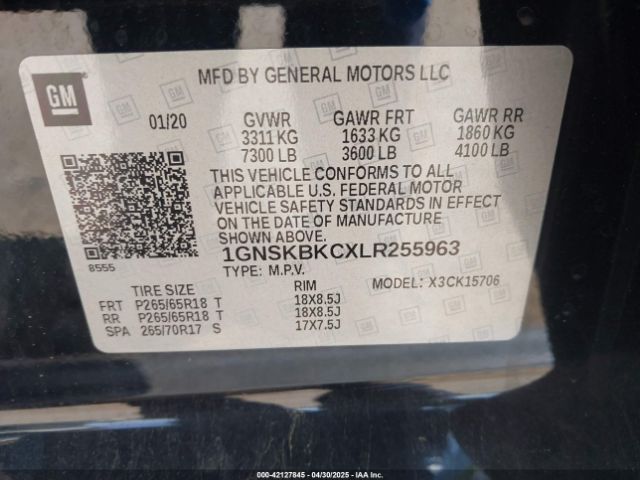 GM
MFD BY GENERAL MOTORS LLC
01/20
GVWR GAWR FRT GAWR RR
3311 KG 1633 KG 1860 KG
7300 LB 3600 LB 4100 LB
THIS VEHICLE CONFORMS TO ALL
APPLICABLE U.S. FEDERAL MOTOR
VEHICLE SAFETY STANDARDS IN EFFECT
ON THE DATE OF MANUFACTURE
SHOWN ABOVE.
1GNSKBKCXLR255963
8555
TYPE: M.P.V. MODEL: X3CK15706
TIRE SIZE RIM
FRT P265/65R18 T 18X8.5J
RR P265/65R18 T 18X8.5J
SPA 265/70R17 S 17X7.5J
000-42127845 - 04/30/2025 - IAA, Inc.